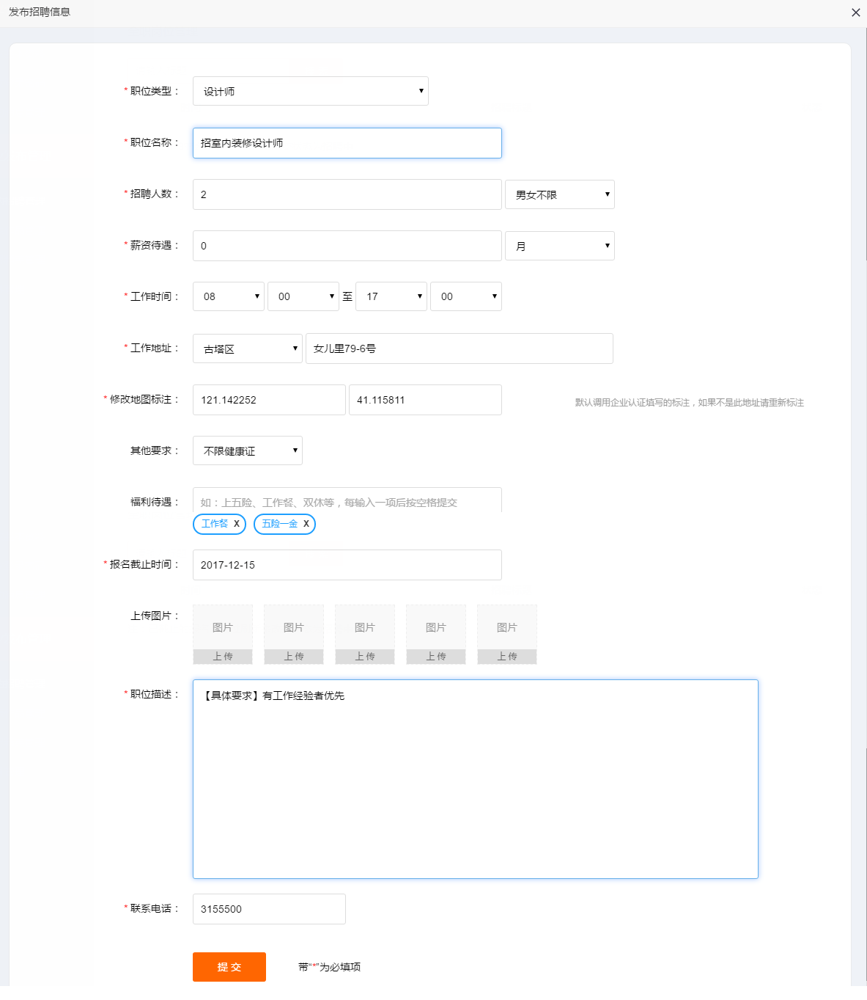 发布招聘信息
* 职位类型： 设计师
* 职位名称： 招室内装修设计师
* 招聘人数： 2 男女不限
* 薪资待遇： 0 月
* 工作时间： 08 00 至 17 00
* 工作地址： 古塔区 女儿里79-6号
* 修改地图标注： 121.142252 41.115811 默认调用企业认证填写的标注，如果不是此地址请重新标注
其他要求： 不限健康证
福利待遇： 如：上五险、工作餐、双休等，每输入一项后按空格提交
工作餐 X 五险一金 X
* 报名截止时间： 2017-12-15
上传图片： 图片 图片 图片 图片 图片
上传 上传 上传 上传 上传
* 职位描述： 【具体要求】有工作经验者优先
* 联系电话： 3155500
提 交 带“*”为必填项